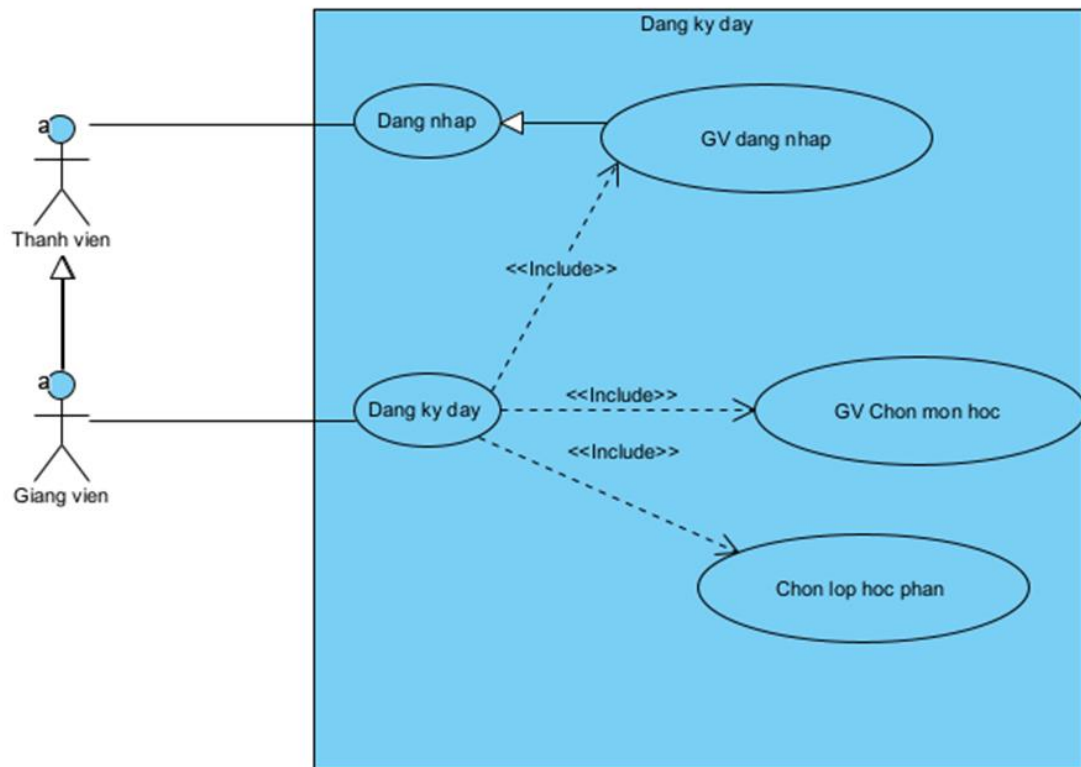 Dang ky day
a
Thanh vien
Dang nhap
GV dang nhap
<<Include>>
a
Giang vien
Dang ky day
<<Include>>
GV Chon mon hoc
<<Include>>
Chon lop hoc phan